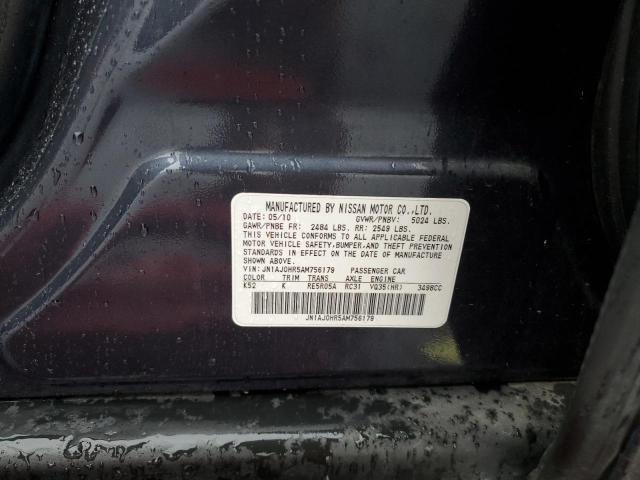 MANUFACTURED BY NISSAN MOTOR CO.,LTD.
DATE: 05/10 GVWR/PNBV: 5024 LBS.
GAWR/PNBE FR: 2484 LBS. RR: 2549 LBS.
THIS VEHICLE CONFORMS TO ALL APPLICABLE FEDERAL
MOTOR VEHICLE SAFETY,BUMPER,AND THEFT PREVENTION
STANDARDS IN EFFECT ON THE DATE OF MANUFACTURE
SHOWN ABOVE.
VIN: JN1AJ0HR5AM756179 PASSENGER CAR
COLOR TRIM TRANS AXLE ENGINE
K52 K RE5R05A RC31 VQ35(HR) 3498CC
JN1AJ0HR5AM756179